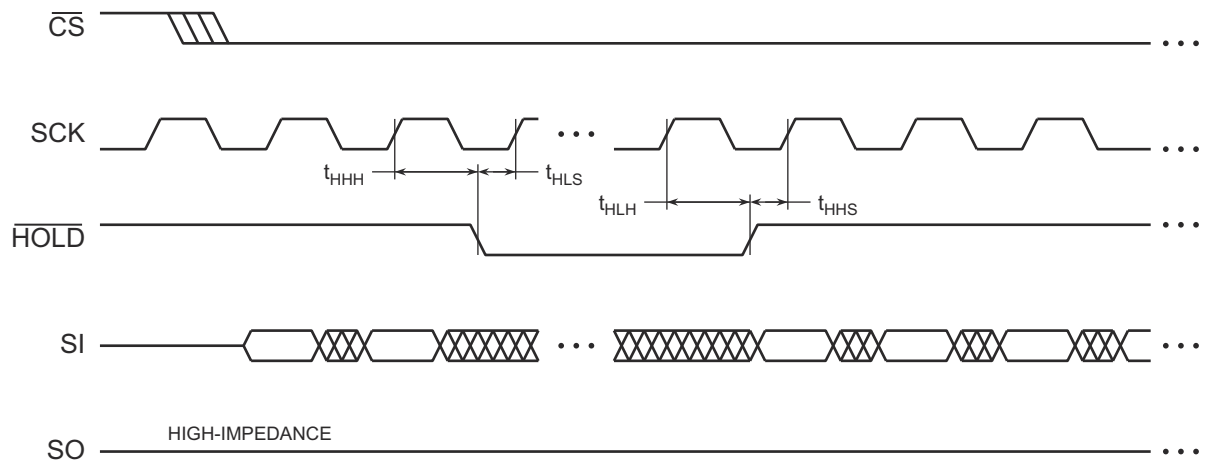 CS
SCK
tHHH
tHLS
tHLH
tHHS
HOLD
SI
HIGH-IMPEDANCE
SO